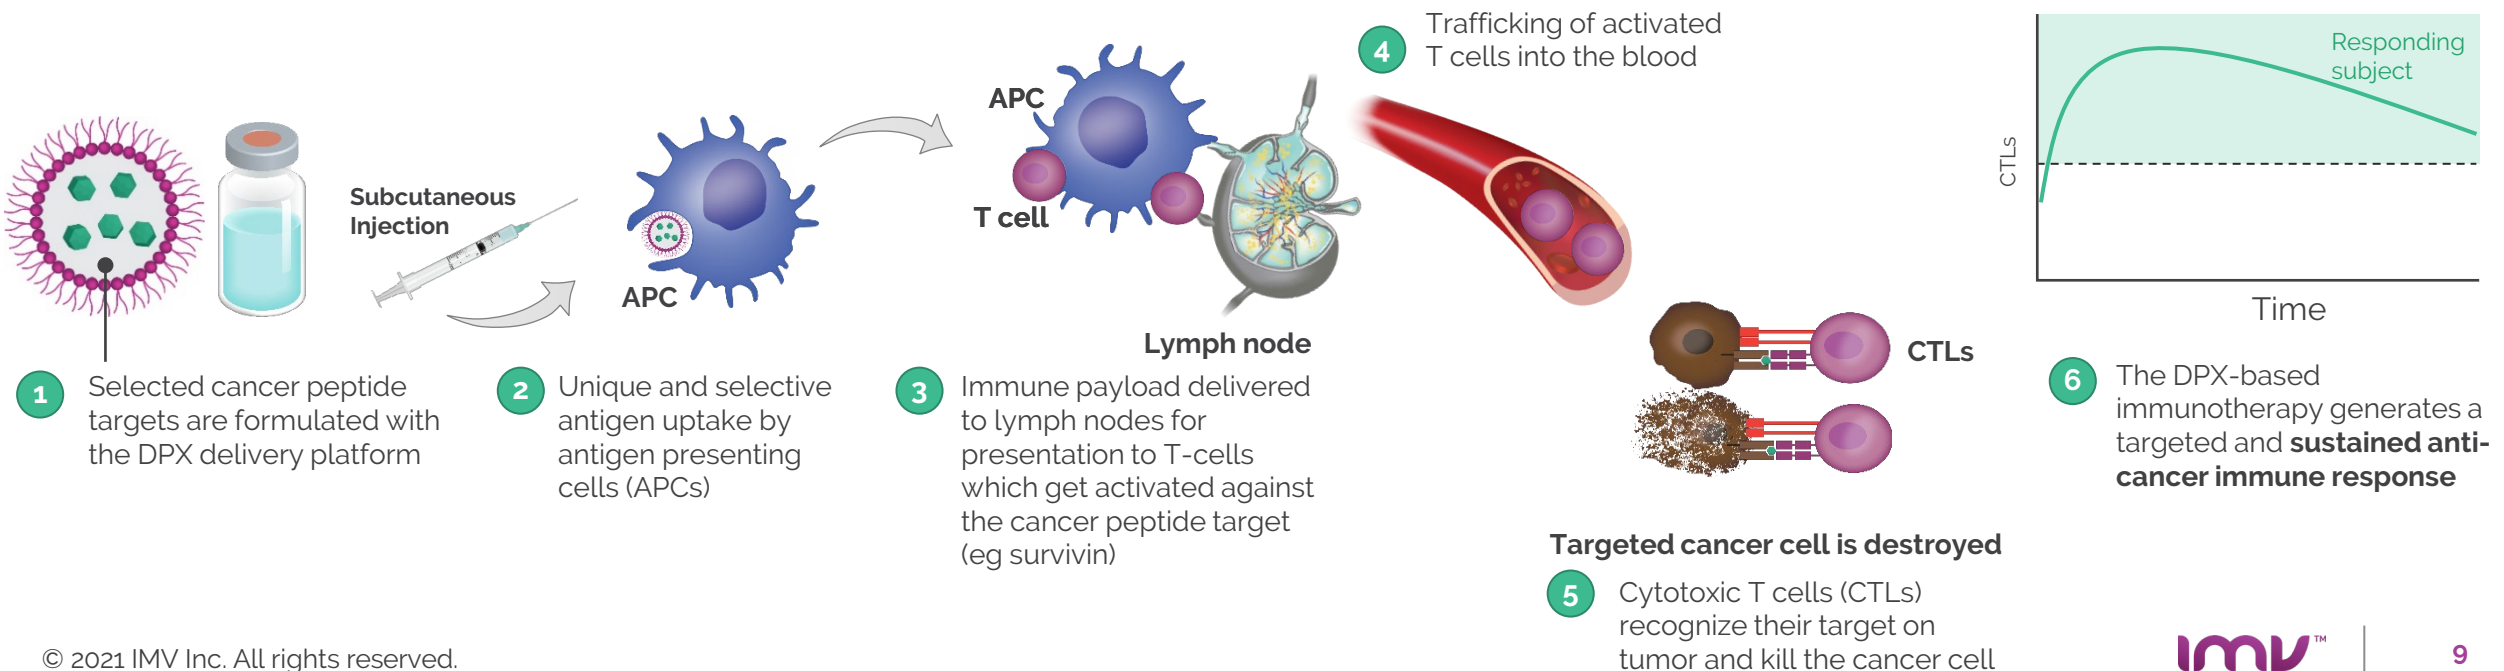 Subcutaneous
Injection
APC
APC
T cell
Lymph node
Trafficking of activated
T cells into the blood
4
CTLs
Responding
subject
CTLs
Time
1
Selected cancer peptide
targets are formulated with
the DPX delivery platform
2
Unique and selective
antigen uptake by
antigen presenting
cells (APCs)
3
Immune payload delivered
to lymph nodes for
presentation to T-cells
which get activated against
the cancer peptide target
(eg survivin)
Targeted cancer cell is destroyed
5
Cytotoxic T cells (CTLs)
recognize their target on
tumor and kill the cancer cell
6
The DPX-based
immunotherapy generates a
targeted and sustained anti-
cancer immune response
© 2021 IMV Inc. All rights reserved.
imv™
9